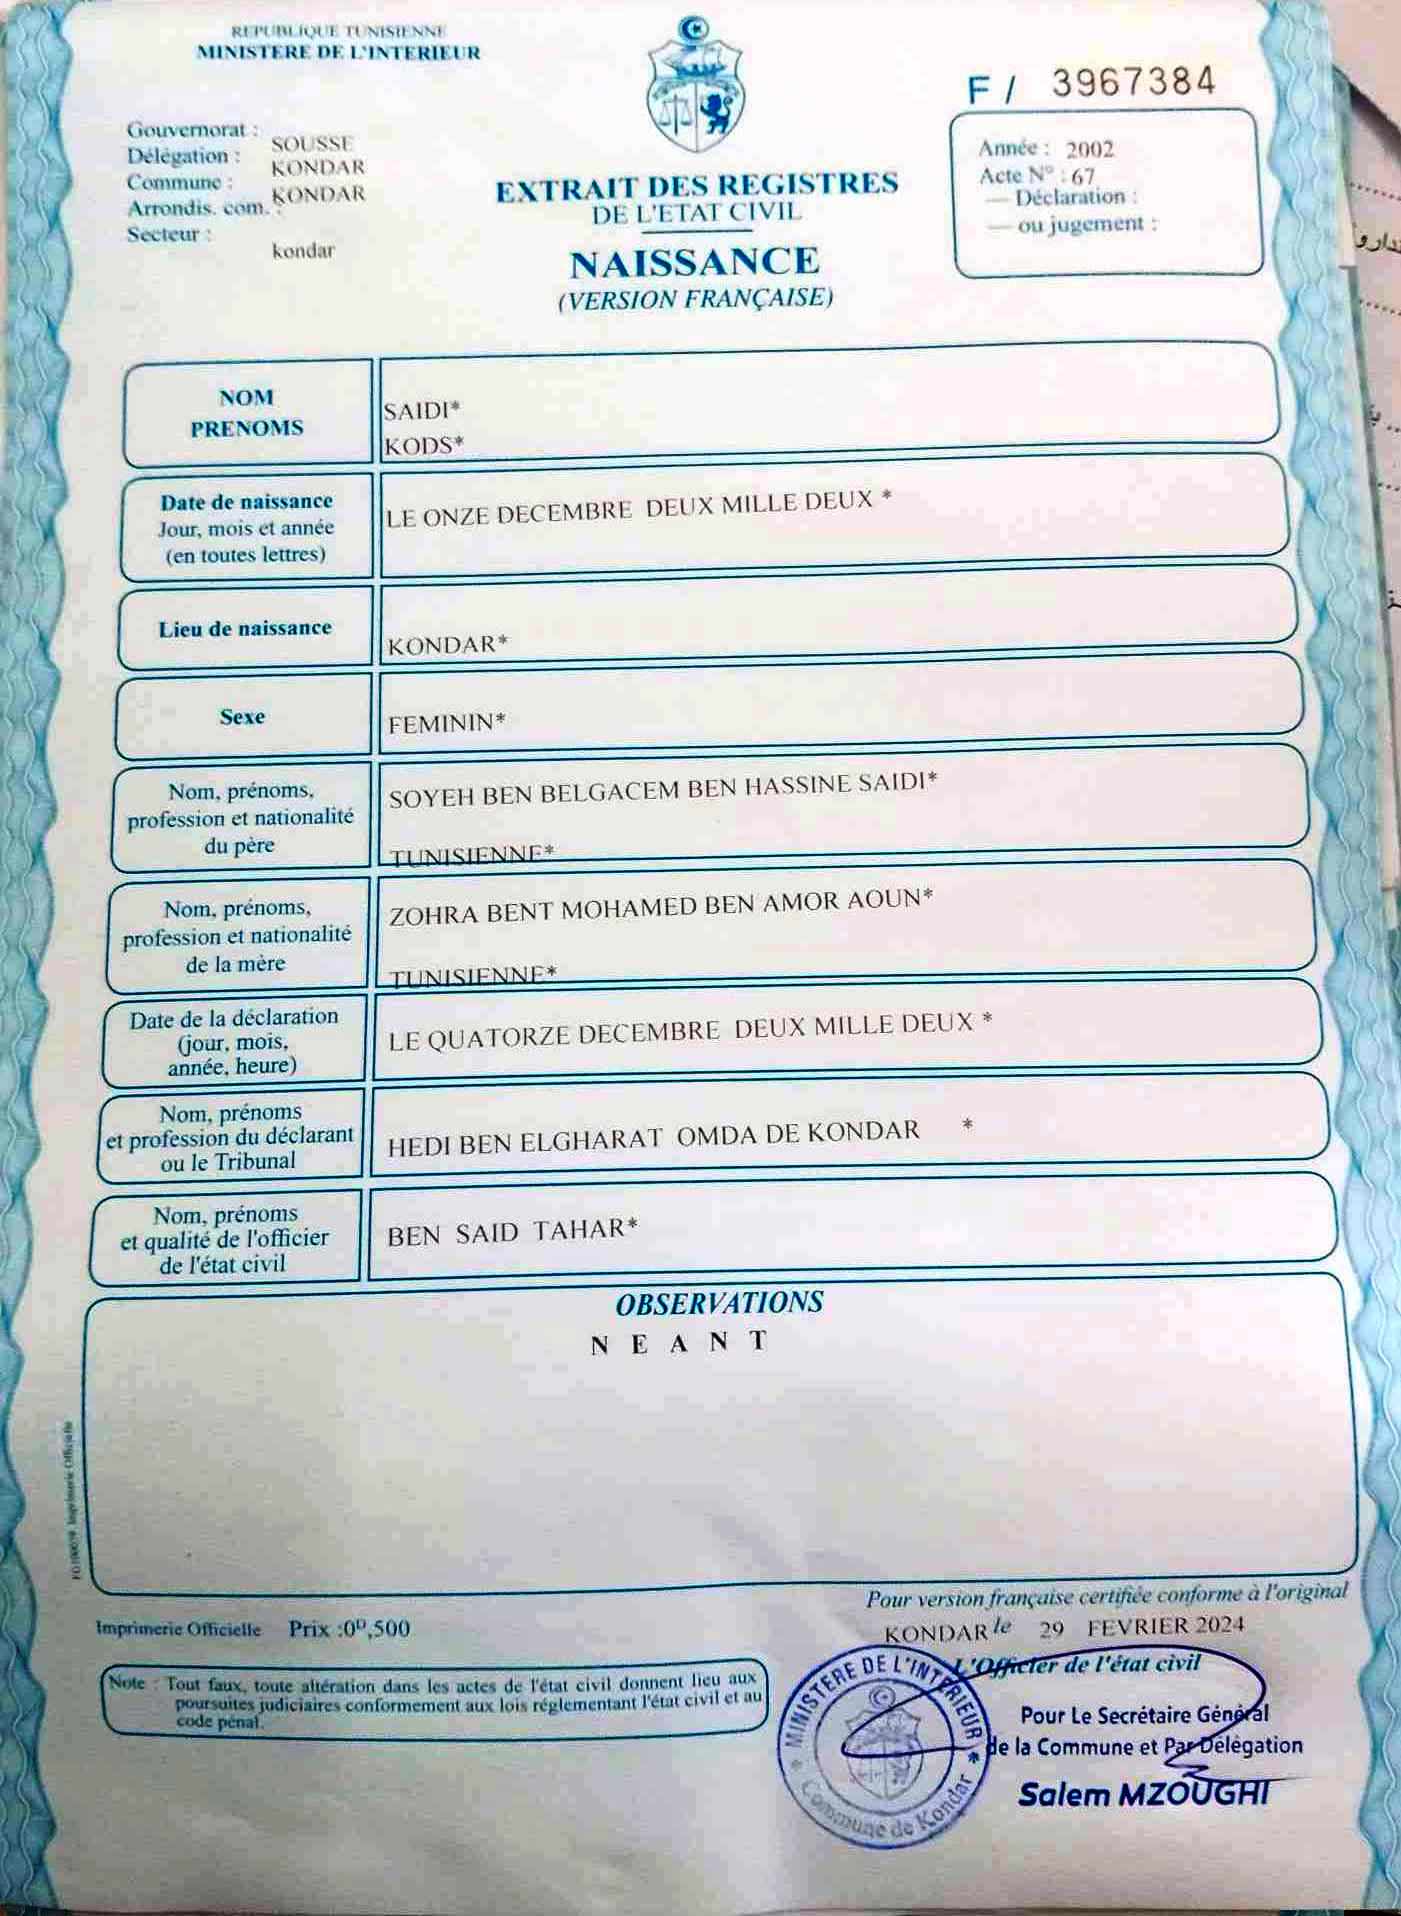 REPUBLIQUE TUNISIENNE
MINISTERE DE L'INTERIEUR
F / 3967384
Gouvernorat : SOUSSE
Délégation : KONDAR
Commune : KONDAR
Arrondis. com. :
Secteur : kondar
Année : 2002
Acte N° : 67
— Déclaration :
— ou jugement :
EXTRAIT DES REGISTRES
DE L'ETAT CIVIL
NAISSANCE
(VERSION FRANÇAISE)
NOM
PRENOMS
SAIDI*
KODS*
Date de naissance
Jour, mois et année
(en toutes lettres)
LE ONZE DECEMBRE DEUX MILLE DEUX *
Lieu de naissance
KONDAR*
Sexe
FEMININ*
Nom, prénoms,
profession et nationalité
du père
SOYEH BEN BELGACEM BEN HASSINE SAIDI*
TUNISIENNE*
Nom, prénoms,
profession et nationalité
de la mère
ZOHRA BENT MOHAMED BEN AMOR AOUN*
TUNISIENNE*
Date de la déclaration
(jour, mois,
année, heure)
LE QUATORZE DECEMBRE DEUX MILLE DEUX *
Nom, prénoms
et profession du déclarant
ou le Tribunal
HEDI BEN ELGHARAT OMDA DE KONDAR *
Nom, prénoms
et qualité de l'officier
de l'état civil
BEN SAID TAHAR*
OBSERVATIONS
N E A N T
Imprimerie Officielle
Pour version française certifiée conforme à l'original
KONDAR le 29 FEVRIER 2024
L'Officier de l'état civil
Imprimerie Officielle Prix :0ᴰ,500
Note : Tout faux, toute altération dans les actes de l'état civil donnent lieu aux
poursuites judiciaires conformement aux lois réglementant l'état civil et au
code pénal.
* MINISTERE DE L'INTERIEUR *
Commune de Kondar
Pour Le Secrétaire Général
de la Commune et Par Délégation
Salem MZOUGHI